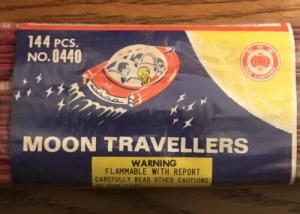 144 PCS.
NO. 0440
MOON TRAVELLERS
WARNING
FLAMMABLE WITH REPORT
CAREFULLY READ OTHER CAUTIONS